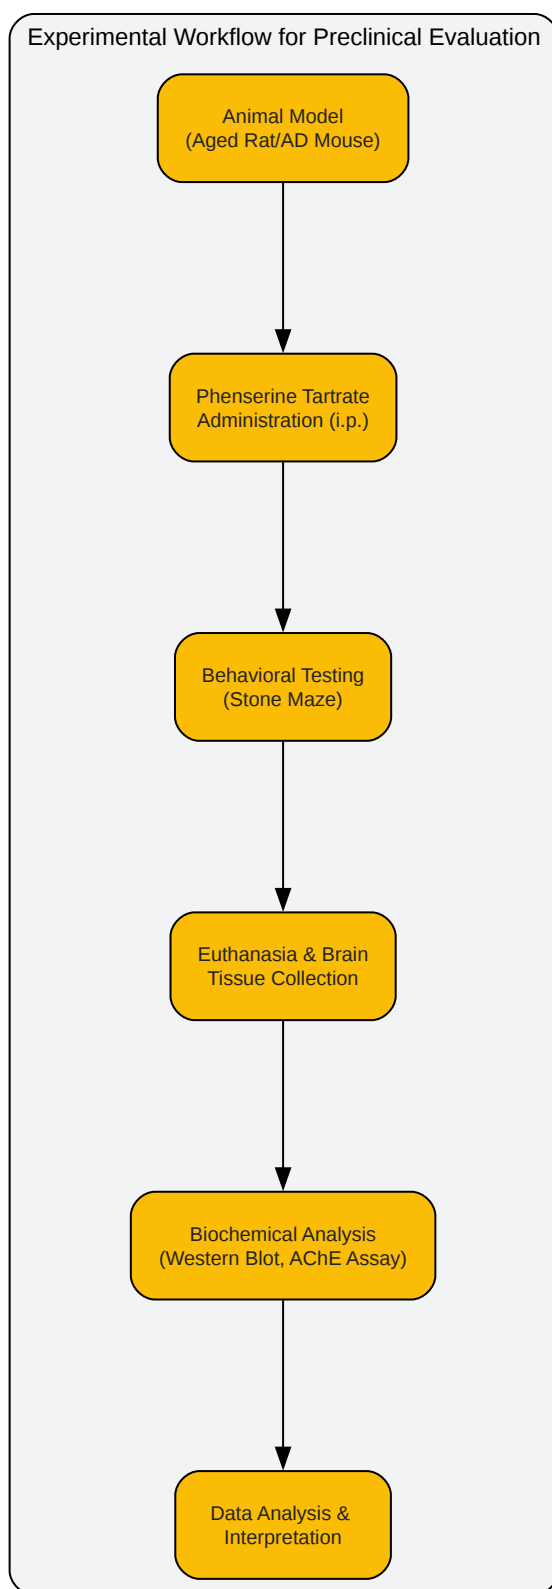 Experimental Workflow for Preclinical Evaluation
Animal Model
(Aged Rat/AD Mouse)
Phenserine Tartrate
Administration (i.p.)
Behavioral Testing
(Stone Maze)
Euthanasia & Brain
Tissue Collection
Biochemical Analysis
(Western Blot, AChE Assay)
Data Analysis &
Interpretation